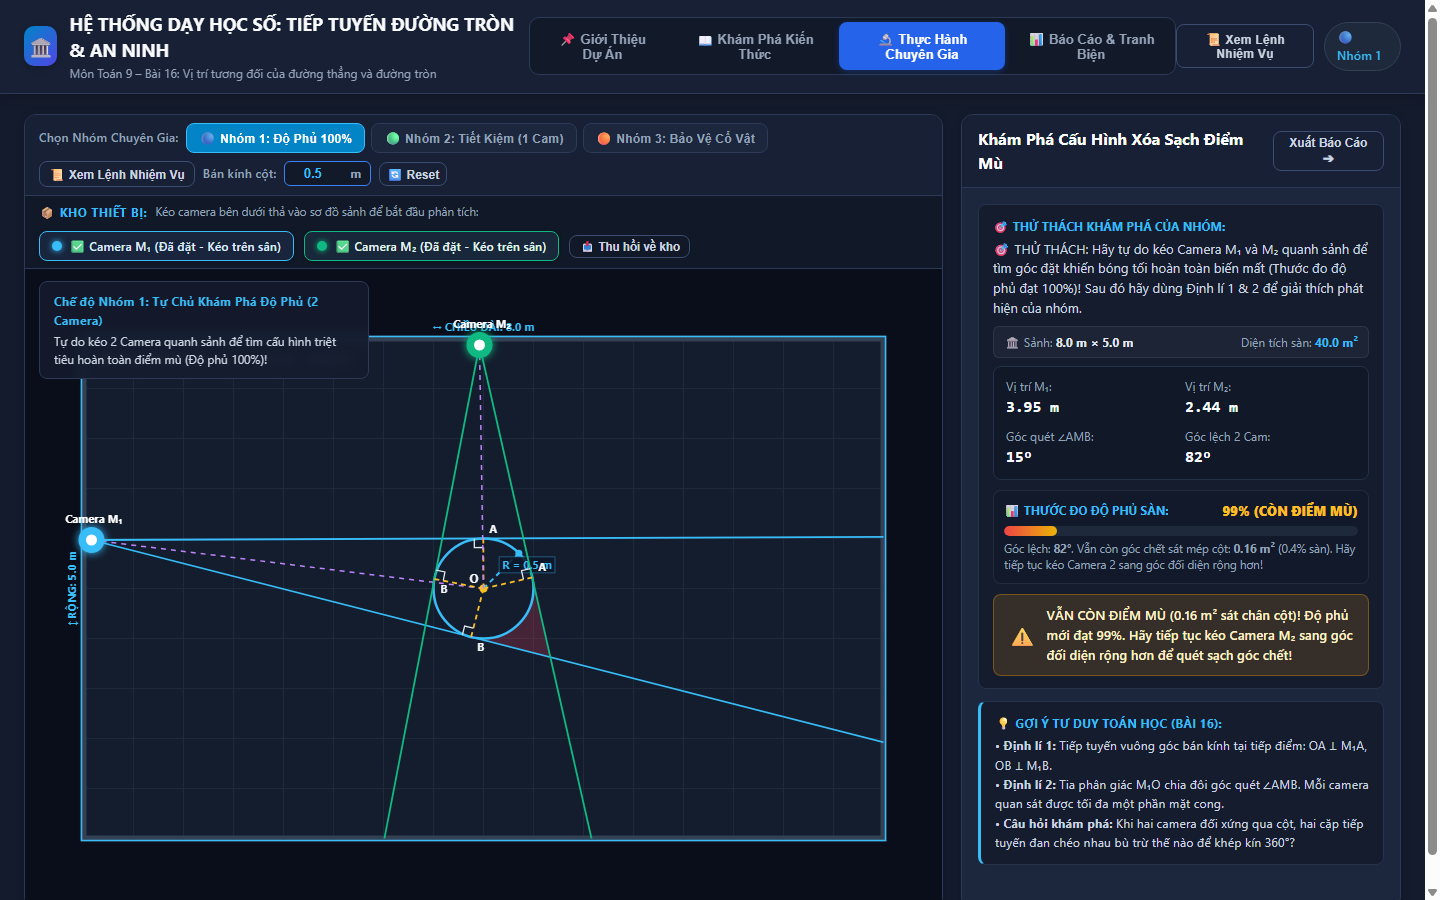 HỆ THỐNG DẠY HỌC SỐ: TIẾP TUYẾN ĐƯỜNG TRÒN
& AN NINH
Môn Toán 9 – Bài 16: Vị trí tương đối của đường thẳng và đường tròn
📌 Giới Thiệu
Dự Án
📖 Khám Phá Kiến
Thức
🔬 Thực Hành
Chuyên Gia
📊 Báo Cáo & Tranh
Biện
📜 Xem Lệnh
Nhiệm Vụ
🔵
Nhóm 1
Chọn Nhóm Chuyên Gia:
🔵 Nhóm 1: Độ Phủ 100%
🟢 Nhóm 2: Tiết Kiệm (1 Cam)
🟠 Nhóm 3: Bảo Vệ Cổ Vật
📜 Xem Lệnh Nhiệm Vụ
Bán kính cột: 0.5 m
🔄 Reset
📦 KHO THIẾT BỊ: Kéo camera bên dưới thả vào sơ đồ sảnh để bắt đầu phân tích:
✅ Camera M₁ (Đã đặt - Kéo trên sân)
✅ Camera M₂ (Đã đặt - Kéo trên sân)
📥 Thu hồi về kho
Chế độ Nhóm 1: Tự Chủ Khám Phá Độ Phủ (2
Camera)
Tự do kéo 2 Camera quanh sảnh để tìm cấu hình triệt
tiêu hoàn toàn điểm mù (Độ phủ 100%)!
↔ CHIỀU DÀI: 8.0 m
Camera M₂
Camera M₁
↕ RỘNG: 5.0 m
A
R = 0.5 m
A
O
B
B
Khám Phá Cấu Hình Xóa Sạch Điểm
Mù
Xuất Báo Cáo
➔
🎯 THỬ THÁCH KHÁM PHÁ CỦA NHÓM:
🎯 THỬ THÁCH: Hãy tự do kéo Camera M₁ và M₂ quanh sảnh để
tìm góc đặt khiến bóng tối hoàn toàn biến mất (Thước đo độ
phủ đạt 100%)! Sau đó hãy dùng Định lí 1 & 2 để giải thích phát
hiện của nhóm.
🏛️ Sảnh: 8.0 m × 5.0 m
Diện tích sàn: 40.0 m²
Vị trí M₁:
3.95 m
Vị trí M₂:
2.44 m
Góc quét ∠AMB:
15º
Góc lệch 2 Cam:
82º
📊 THƯỚC ĐO ĐỘ PHỦ SÀN:
99% (CÒN ĐIỂM MÙ)
Góc lệch: 82°. Vẫn còn góc chết sát mép cột: 0.16 m² (0.4% sàn). Hãy
tiếp tục kéo Camera 2 sang góc đối diện rộng hơn!
⚠️ VẪN CÒN ĐIỂM MÙ (0.16 m² sát chân cột)! Độ phủ
mới đạt 99%. Hãy tiếp tục kéo Camera M₂ sang góc
đối diện rộng hơn để quét sạch góc chết!
💡 GỢI Ý TƯ DUY TOÁN HỌC (BÀI 16):
• Định lí 1: Tiếp tuyến vuông góc bán kính tại tiếp điểm: OA ⊥ M₁A,
OB ⊥ M₁B.
• Định lí 2: Tia phân giác M₁O chia đôi góc quét ∠AMB. Mỗi camera
quan sát được tối đa một phần mặt cong.
• Câu hỏi khám phá: Khi hai camera đối xứng qua cột, hai cặp tiếp
tuyến đan chéo nhau bù trừ thế nào để khép kín 360°?